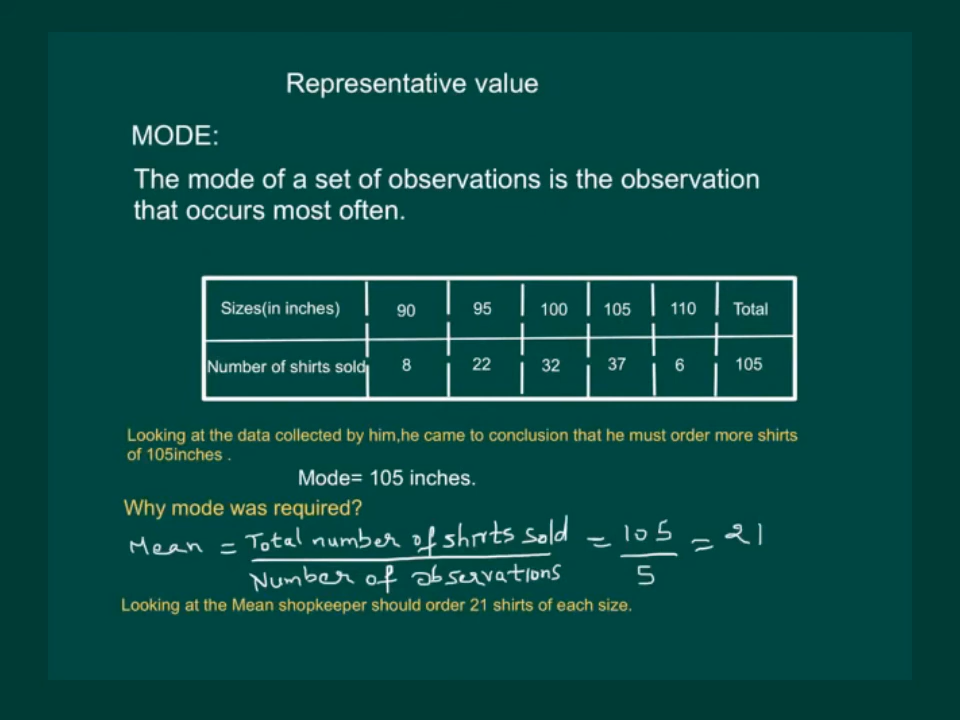 Representative value
MODE:
The mode of a set of observations is the observation
that occurs most often.
Sizes(in inches) 90 95 100 105 110 Total
Number of shirts sold 8 22 32 37 6 105
Looking at the data collected by him,he came to conclusion that he must order more shirts
of 105inches .
Mode= 105 inches.
Why mode was required?
Mean = Total number of shirts sold = 105 = 21
Number of observations 5
Looking at the Mean shopkeeper should order 21 shirts of each size.